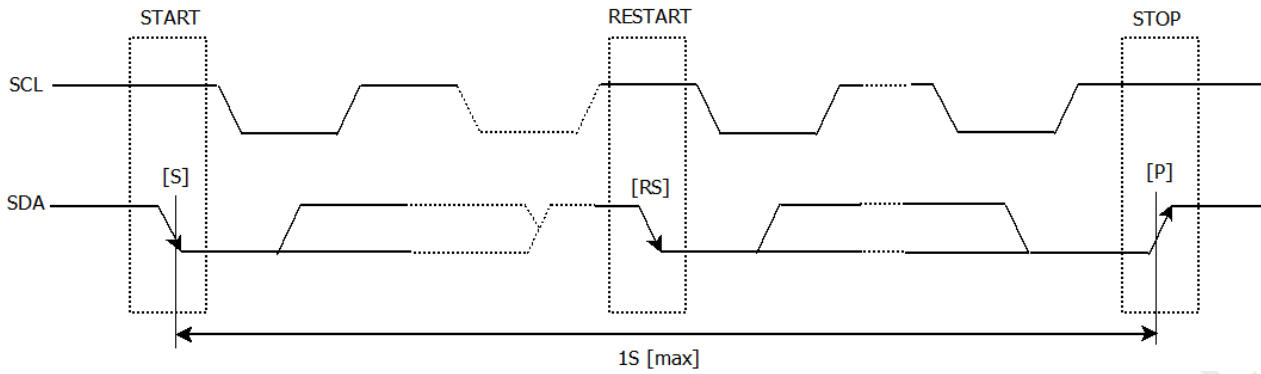 START
RESTART
STOP
SCL
[S]
[RS]
[P]
SDA
1S [max]